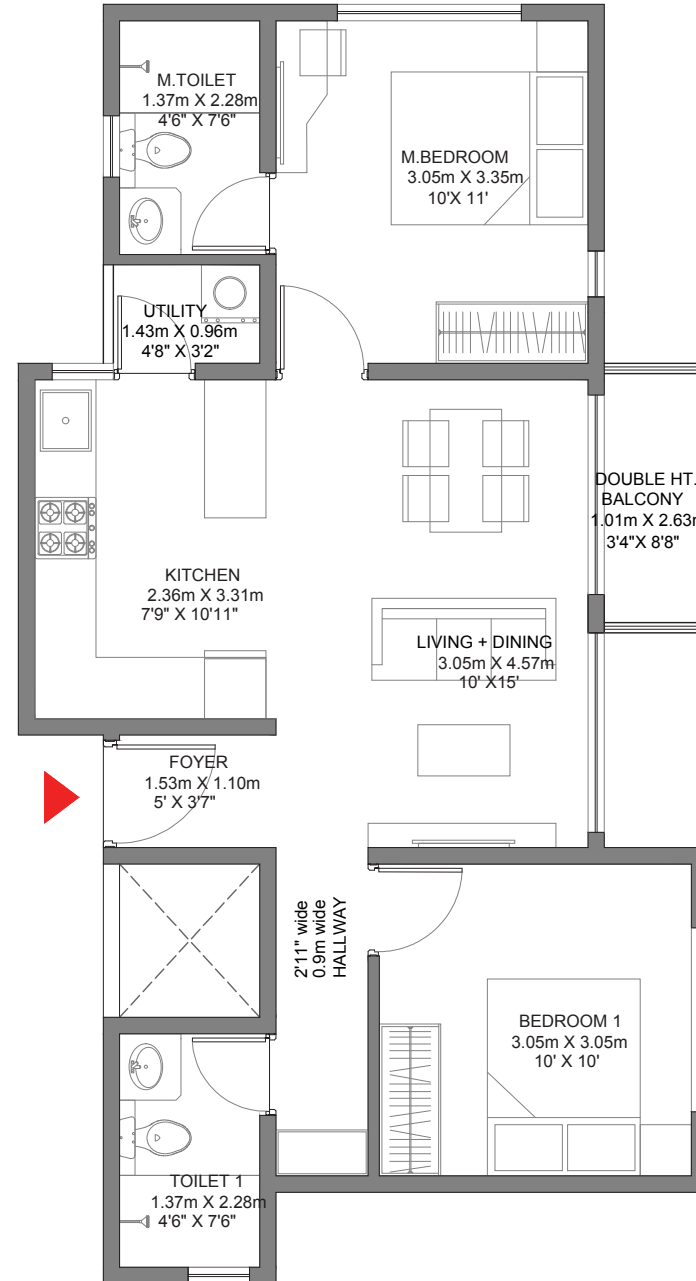 M.TOILET
1.37m X 2.28m
4'6" X 7'6"
M.BEDROOM
3.05m X 3.35m
10'X 11'
UTILITY
1.43m X 0.96m
4'8" X 3'2"
DOUBLE HT.
BALCONY
1.01m X 2.63m
3'4"X 8'8"
KITCHEN
2.36m X 3.31m
7'9" X 10'11"
LIVING + DINING
3.05m X 4.57m
10' X15'
FOYER
1.53m X 1.10m
5' X 3'7"
2'11" wide
0.9m wide
HALLWAY
BEDROOM 1
3.05m X 3.05m
10' X 10'
TOILET 1
1.37m X 2.28m
4'6" X 7'6"